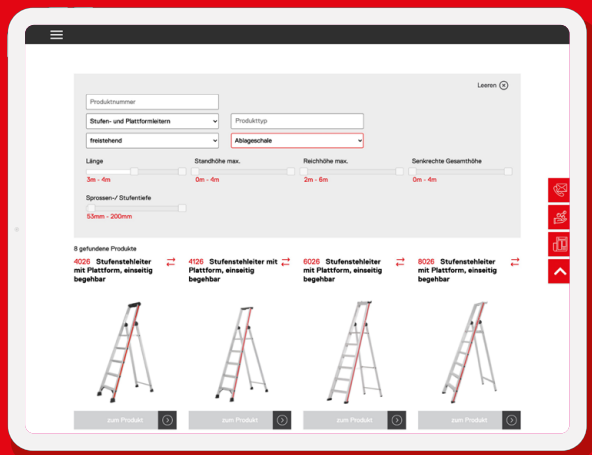 Leeren
Produktnummer
Stufen- und Plattformleitern
Produkttyp
freistehend
Ablageschale
Länge
Standhöhe max.
Reichhöhe max.
Senkrechte Gesamthöhe
3m - 4m
0m - 4m
2m - 6m
0m - 4m
Sprossen-/ Stufentiefe
53mm - 200mm
8 gefundene Produkte
4026 Stufenstehleiter
mit Plattform, einseitig
begehbar
4126 Stufenstehleiter mit
Plattform, einseitig
begehbar
6026 Stufenstehleiter
mit Plattform, einseitig
begehbar
8026 Stufenstehleiter
mit Plattform, einseitig
begehbar
zum Produkt
zum Produkt
zum Produkt
zum Produkt